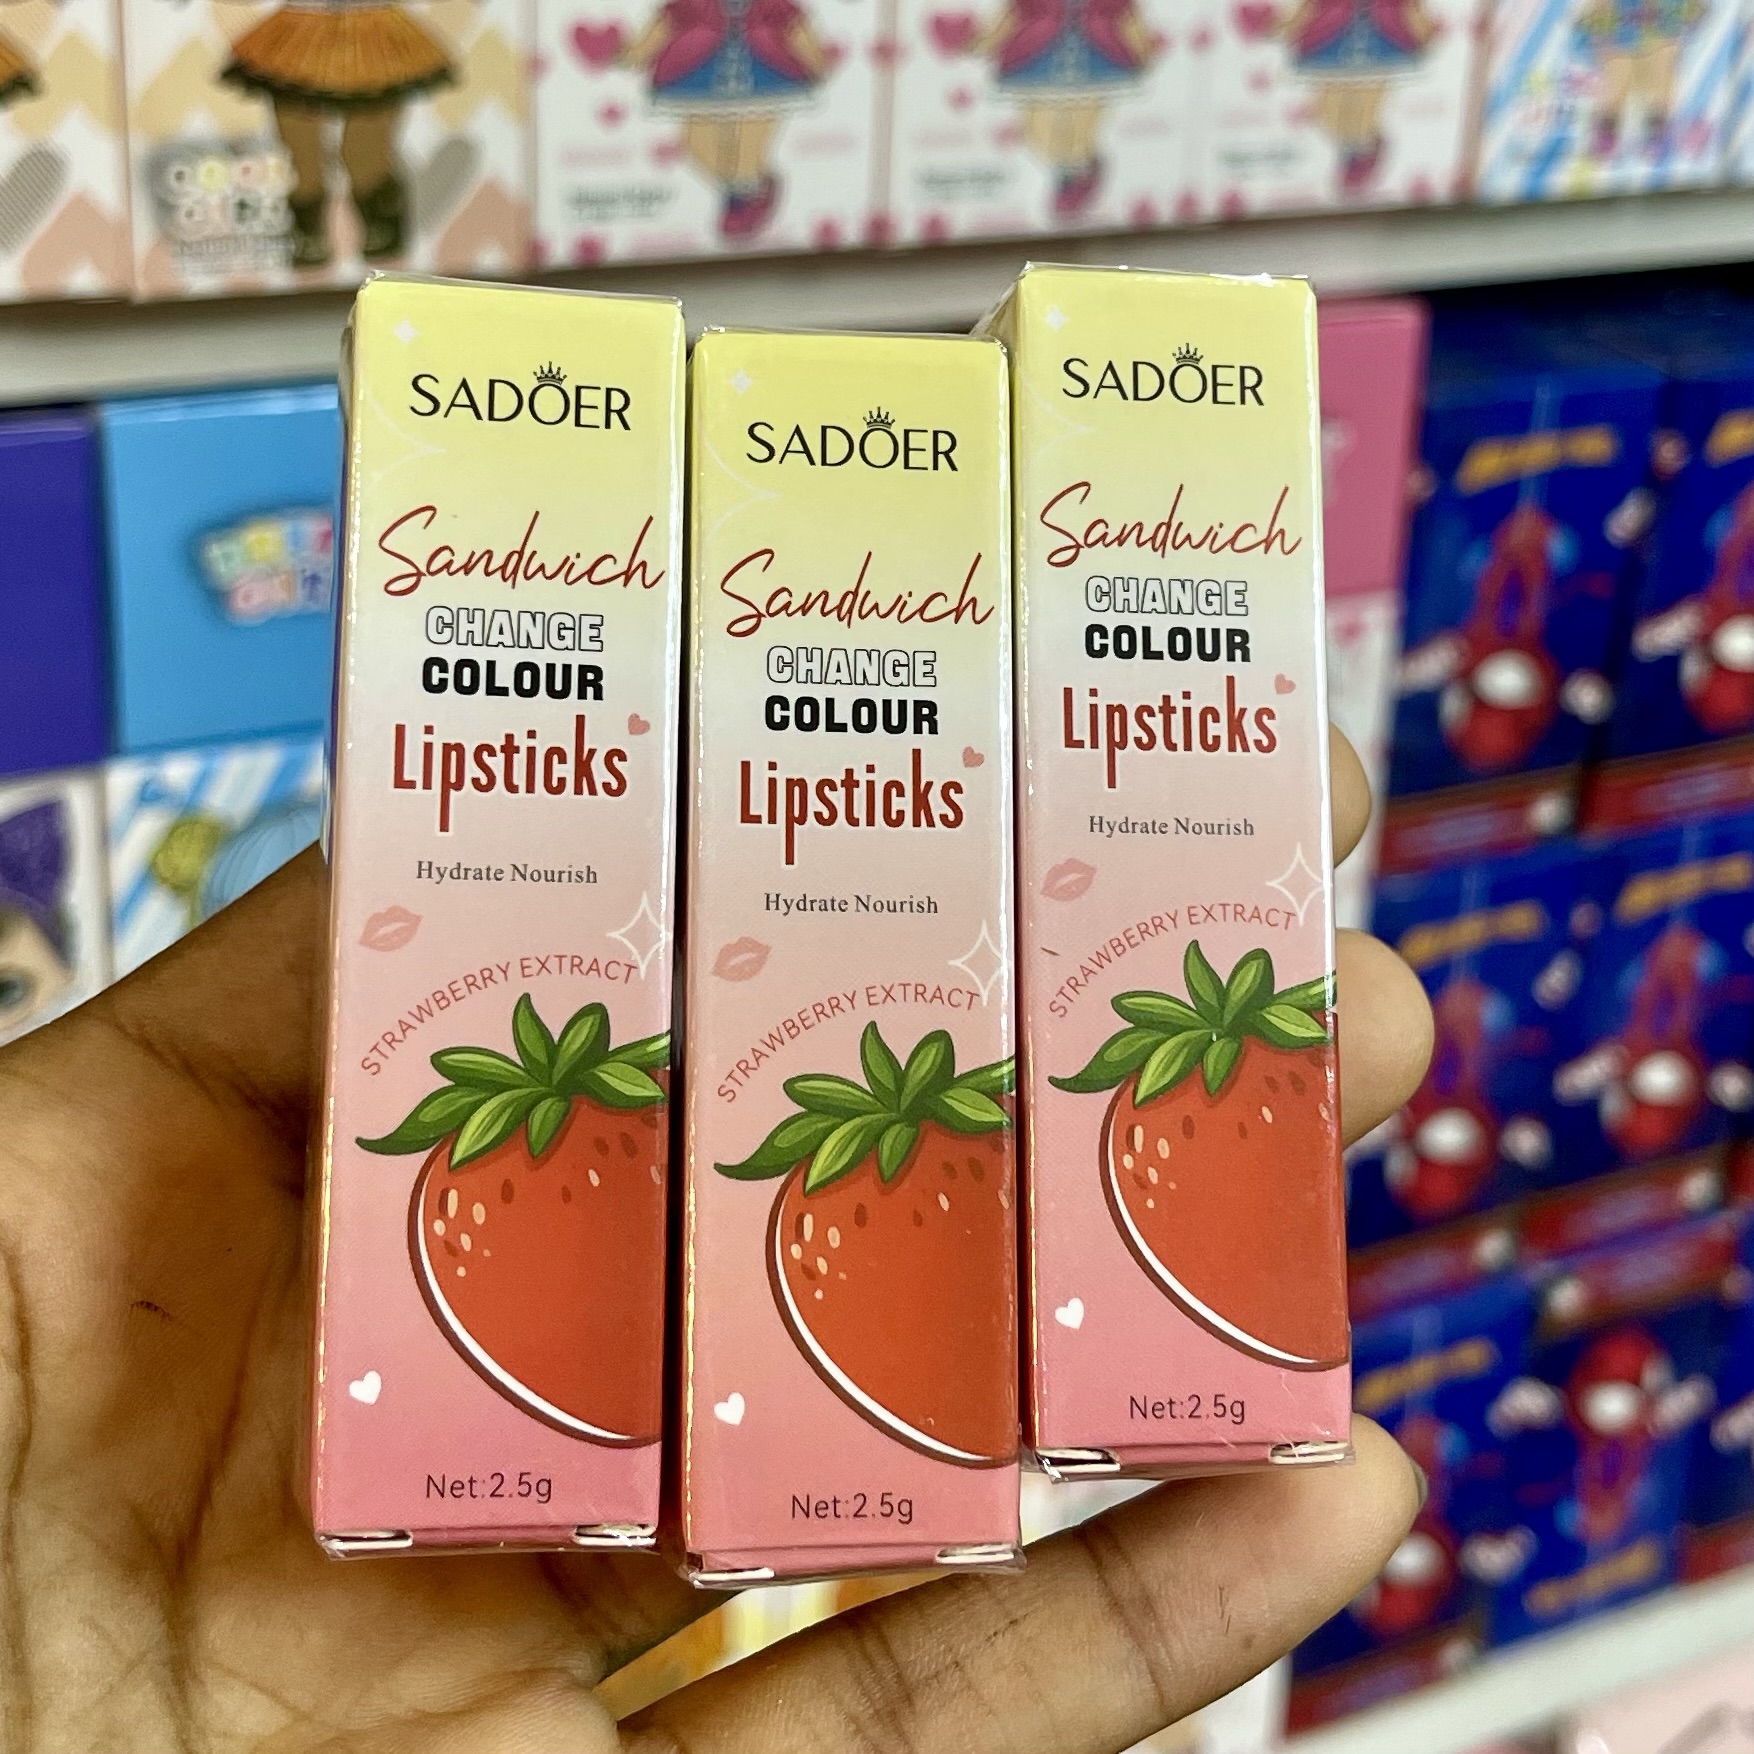 SADOER
Sandwich
CHANGE
COLOUR
Lipsticks
Hydrate Nourish
STRAWBERRY EXTRACT
Net:2.5g
SADOER
Sandwich
CHANGE
COLOUR
Lipsticks
Hydrate Nourish
STRAWBERRY EXTRACT
Net:2.5g
SADOER
Sandwich
CHANGE
COLOUR
Lipsticks
Hydrate Nourish
STRAWBERRY EXTRACT
Net:2.5g